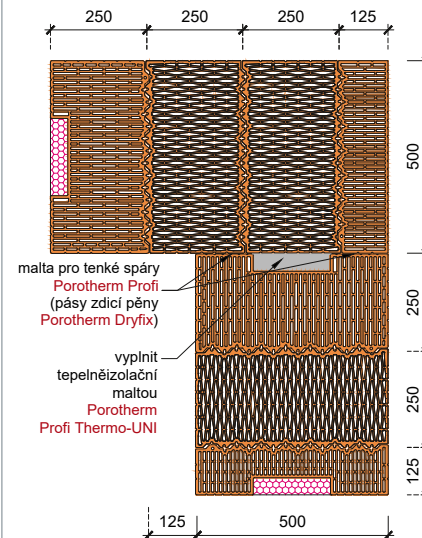 250 250 250 125
500
malta pro tenké spáry
Porotherm Profi
(pásy zdicí pěny
Porotherm Dryfix)
250
vyplnit
tepelněizolační
maltou
Porotherm
Profi Thermo-UNI
250
125
125 500